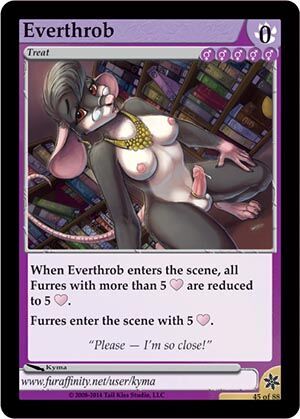 Everthrob
0
Treat
When Everthrob enters the scene, all
Furres with more than 5 are reduced
to 5 .
Furres enter the scene with 5 .
“Please — I’m so close!”
Kyma
www.furaffinity.net/user/kyma
45 of 88
© 2008-2014 Tail Kiss Studio, LLC